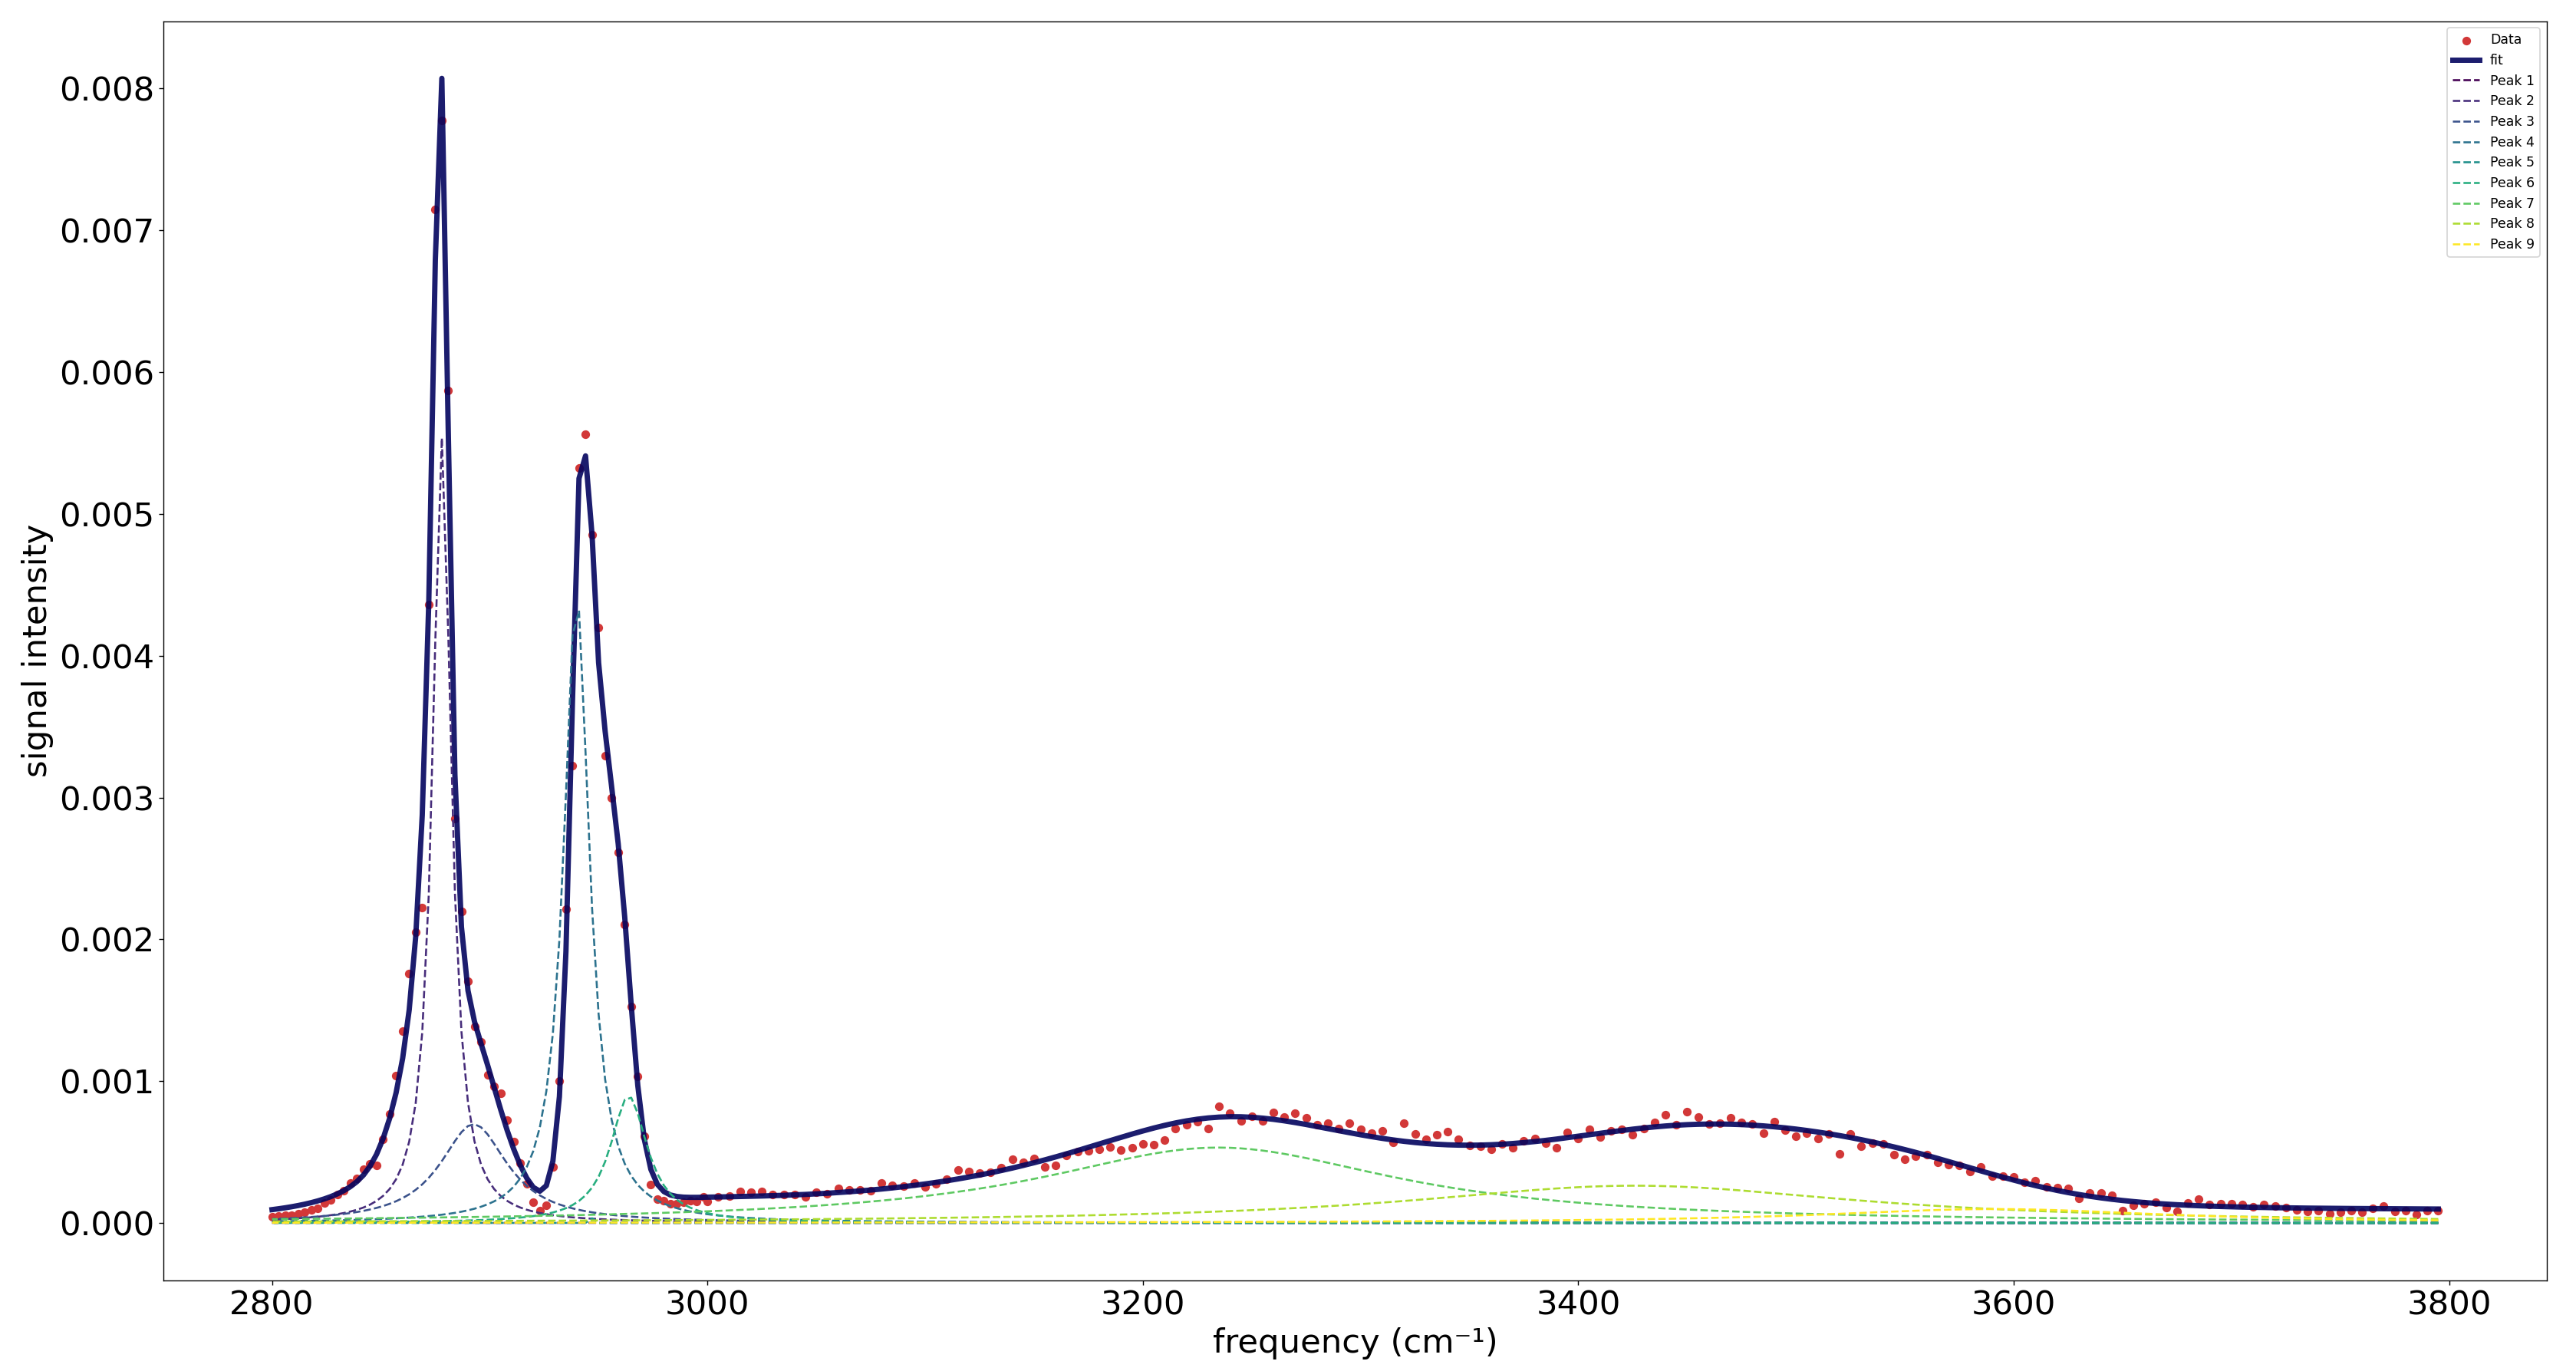 Data
fit
Peak 1
Peak 2
Peak 3
Peak 4
Peak 5
Peak 6
Peak 7
Peak 8
Peak 9
signal intensity
0.008
0.007
0.006
0.005
0.004
0.003
0.002
0.001
0.000
2800 3000 3200 3400 3600 3800
frequency (cm⁻¹)